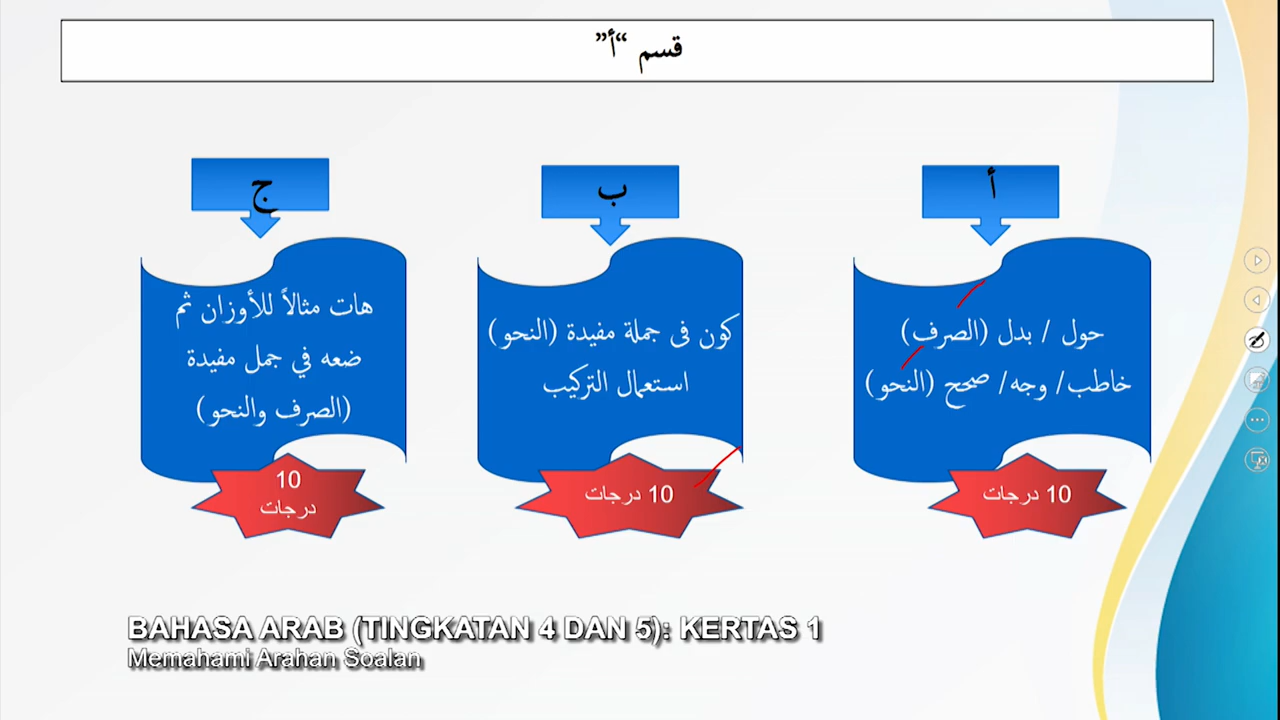 قسم “أ”
أ
حول / بدل (الصرف)
خاطب/ وجه/ صحح (النحو)
10 درجات
ب
كون فى جملة مفيدة (النحو)
استعمال التركيب
10 درجات
ج
هات مثالاً للأوزان ثم
ضعه في جمل مفيدة
(الصرف والنحو)
10
درجات
BAHASA ARAB (TINGKATAN 4 DAN 5): KERTAS 1
Memahami Arahan Soalan